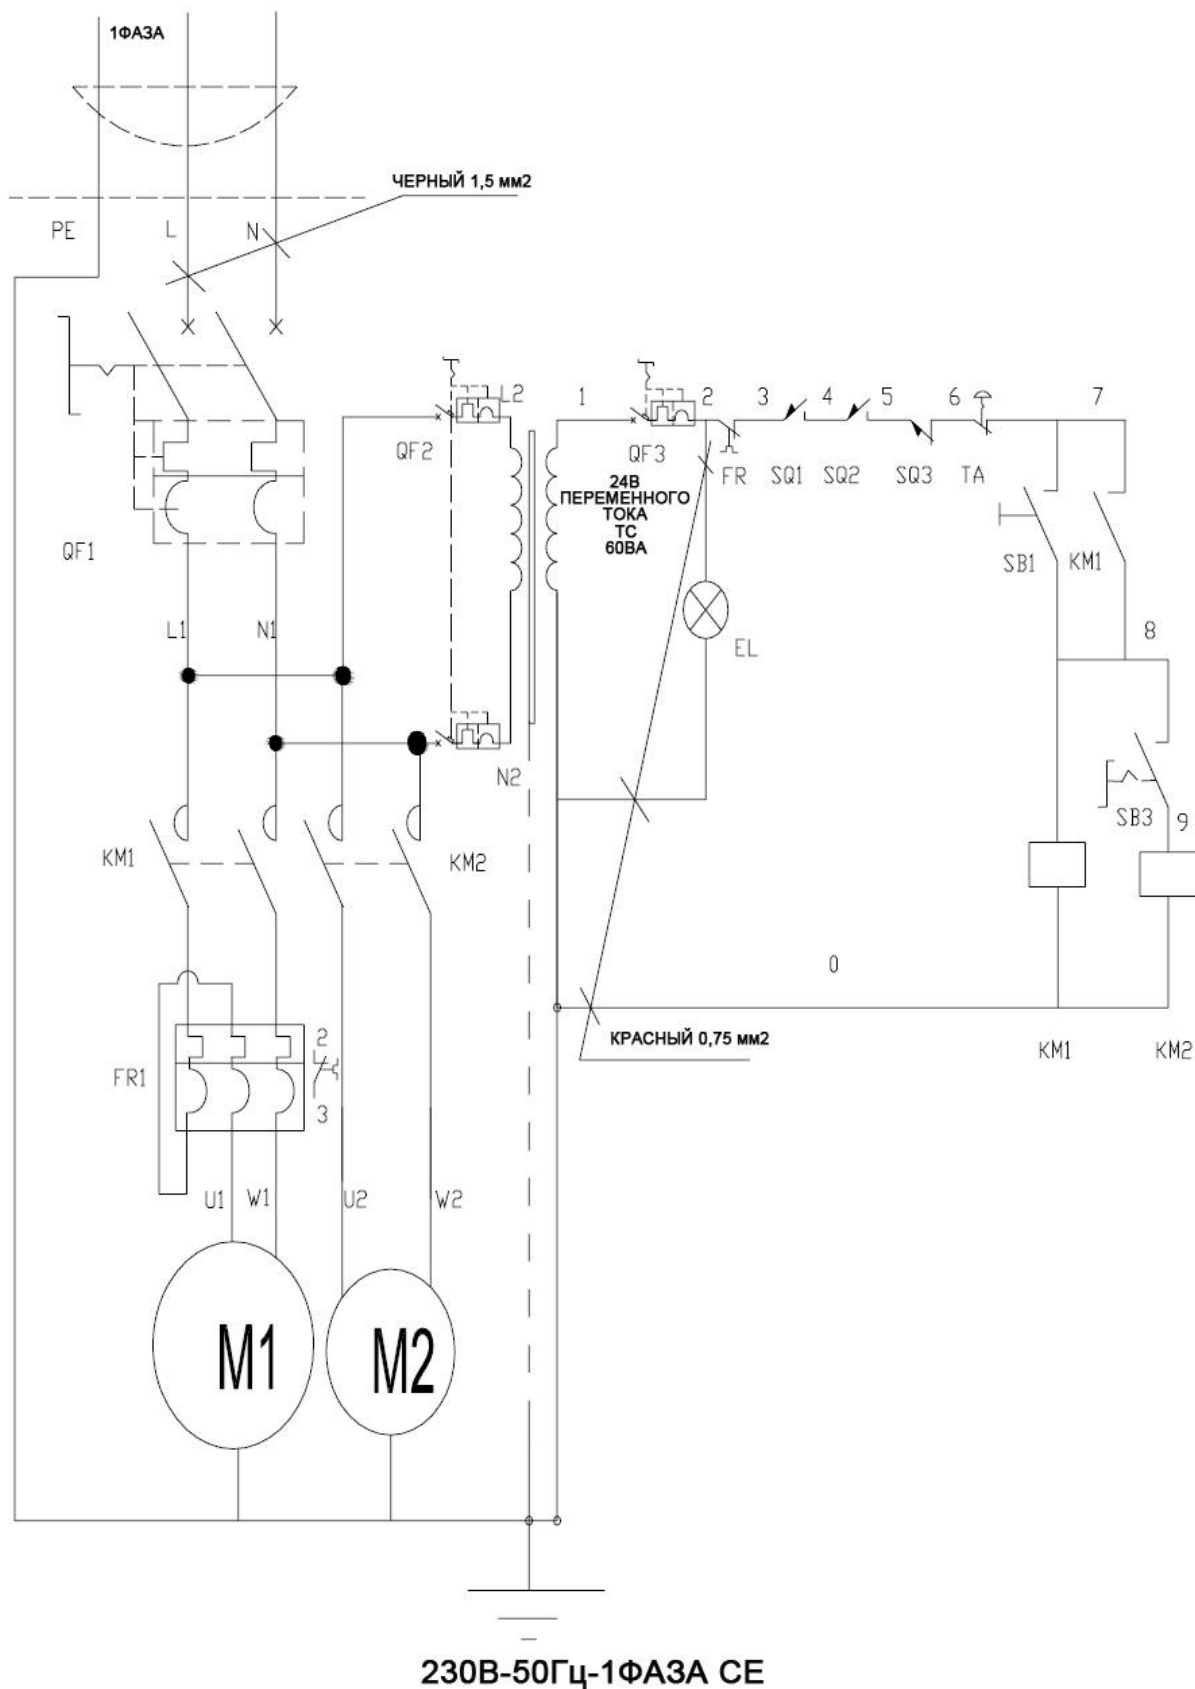 1ФАЗА
ЧЕРНЫЙ 1,5 мм2
PE L N
QF1
L1 N1
QF2 L2
N2
1 2 3 4 5 6 7
QF3 FR SQ1 SQ2 SQ3 TA
24В
ПЕРЕМЕННОГО
ТОКА
ТС
60ВА
SB1 KM1
EL
8
SB3 9
KM1 KM2
0
КРАСНЫЙ 0,75 мм2
KM1 KM2
FR1 2
3
U1 W1 U2 W2
M1 M2
230В-50Гц-1ФАЗА CE